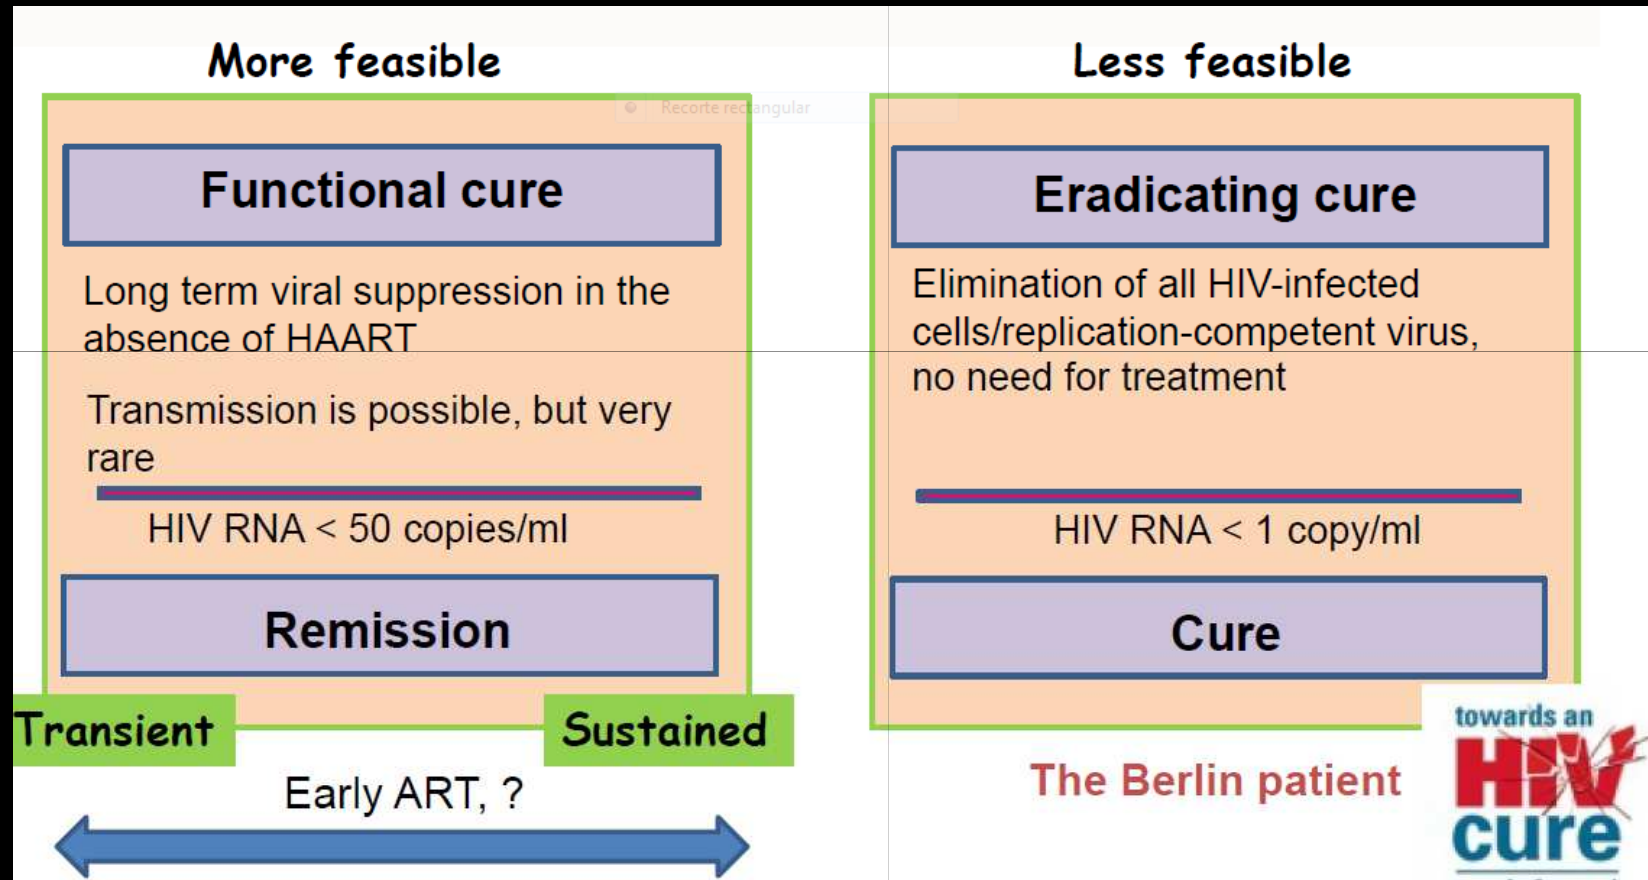 More feasible
Functional cure
Long term viral suppression in the
absence of HAART
Transmission is possible, but very
rare
HIV RNA < 50 copies/ml
Remission
Transient
Sustained
Early ART, ?
Less feasible
Eradicating cure
Elimination of all HIV-infected
cells/replication-competent virus,
no need for treatment
HIV RNA < 1 copy/ml
Cure
The Berlin patient
towards an
HIV
cure
Recorte rectangular